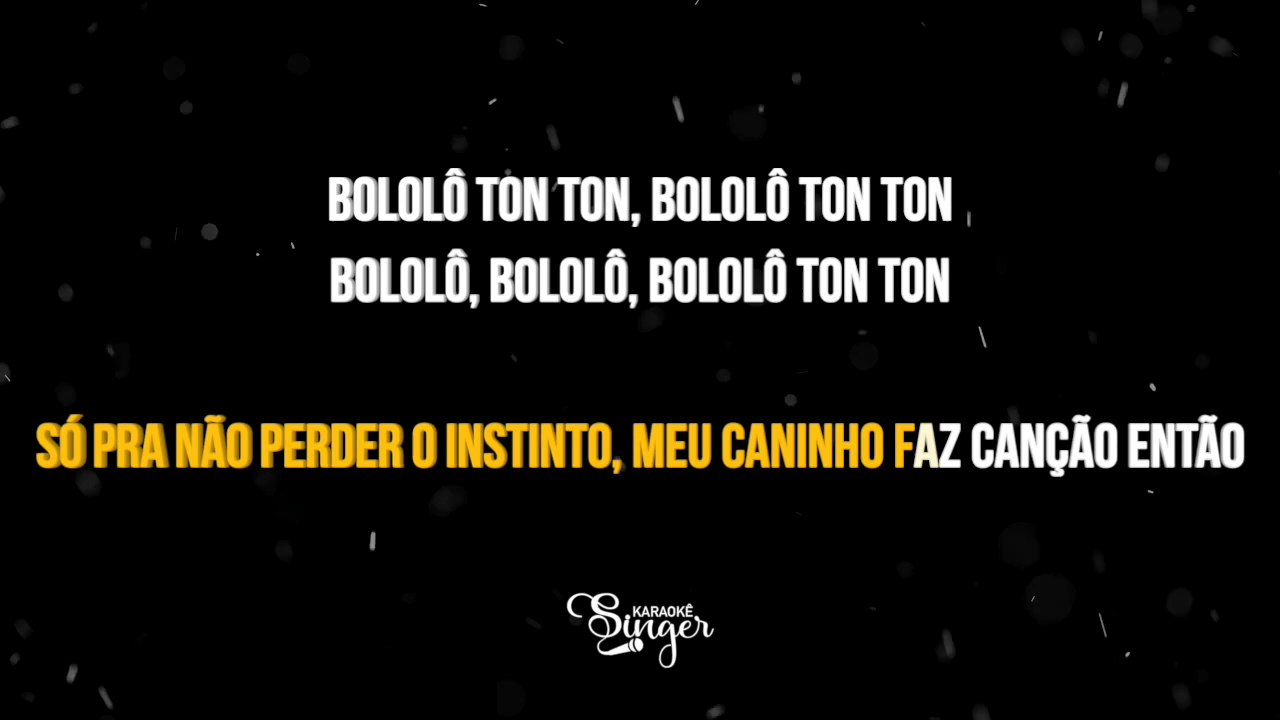 BOLOLÔ TON TON, BOLOLÔ TON TON
BOLOLÔ, BOLOLÔ, BOLOLÔ TON TON
SÓ PRA NÃO PERDER O INSTINTO, MEU CANINHO FAZ CANÇÃO ENTÃO
KARAOKÊ
Singer